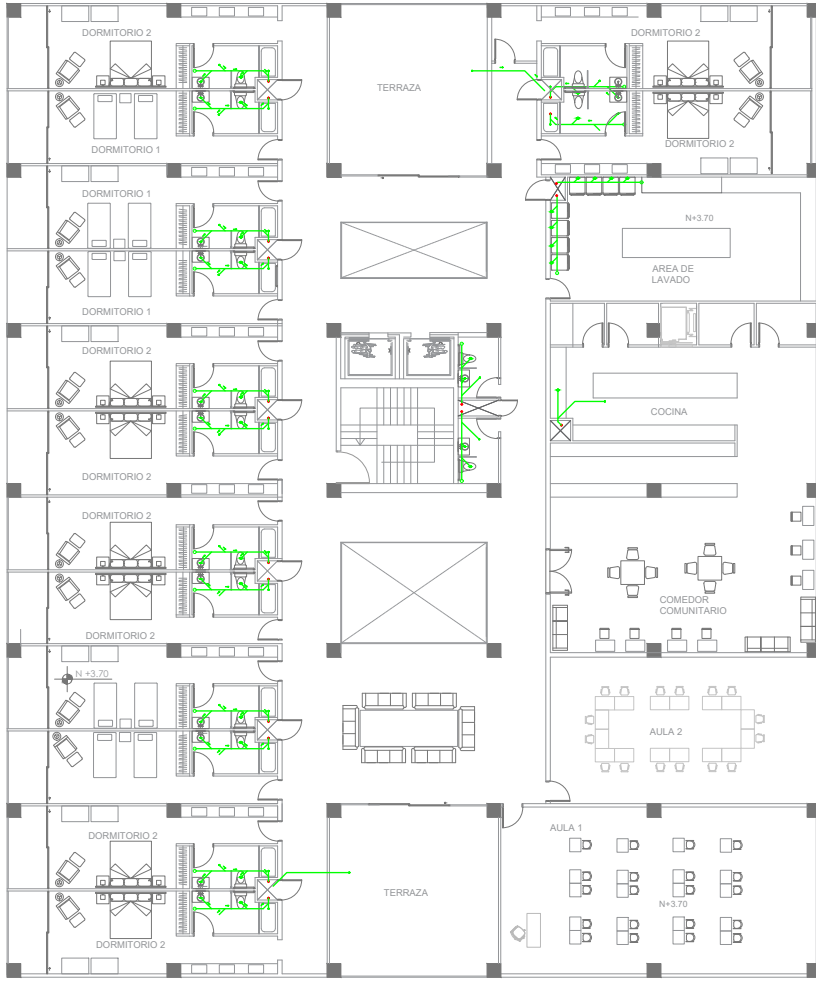 DORMITORIO 2
DORMITORIO 2
TERRAZA
DORMITORIO 1
DORMITORIO 2
DORMITORIO 1
N+3.70
AREA DE
LAVADO
DORMITORIO 1
DORMITORIO 2
COCINA
DORMITORIO 2
DORMITORIO 2
COMEDOR
COMUNITARIO
DORMITORIO 2
N +3.70
AULA 2
AULA 1
DORMITORIO 2
TERRAZA
N+3.70
DORMITORIO 2